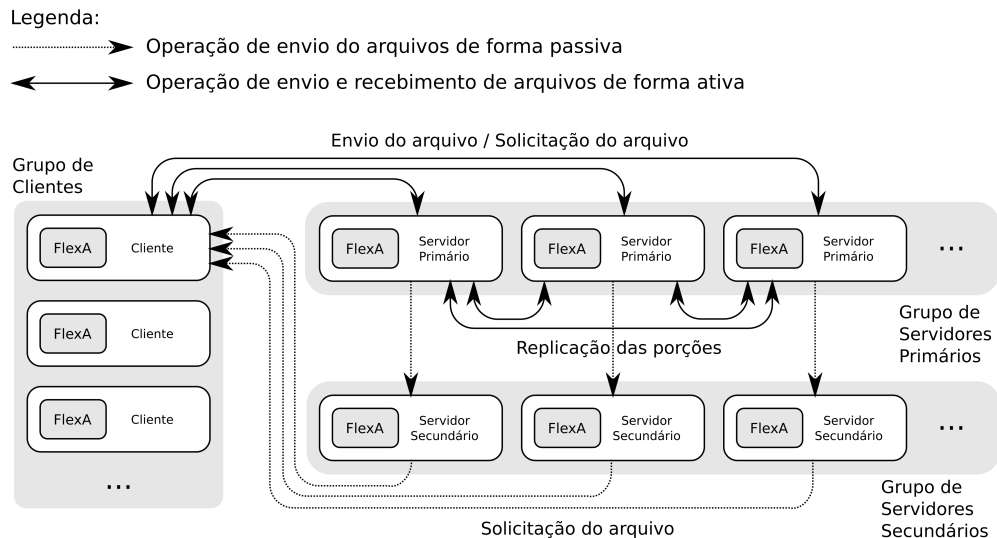 Legenda:
Operação de envio do arquivos de forma passiva
Operação de envio e recebimento de arquivos de forma ativa
Envio do arquivo / Solicitação do arquivo
Grupo de
Clientes
FlexA
Cliente
FlexA
Servidor
Primário
FlexA
Servidor
Primário
FlexA
Servidor
Primário
...
FlexA
Cliente
Grupo de
Servidores
Primários
Replicação das porções
FlexA
Cliente
FlexA
Servidor
Secundário
FlexA
Servidor
Secundário
FlexA
Servidor
Secundário
...
...
Grupo de
Servidores
Secundários
Solicitação do arquivo